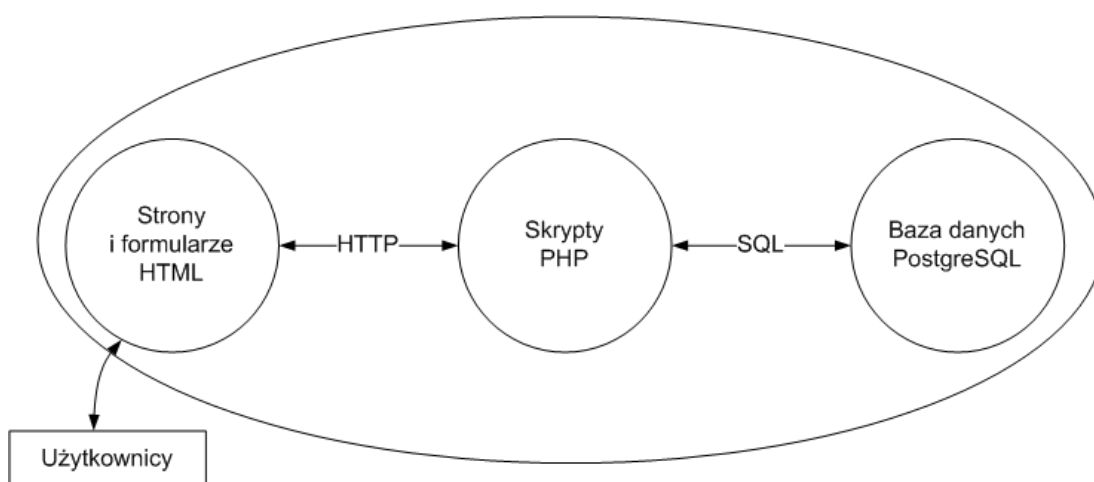 Strony
i formularze
HTML
HTTP
Skrypty
PHP
SQL
Baza danych
PostgreSQL
Użytkownicy